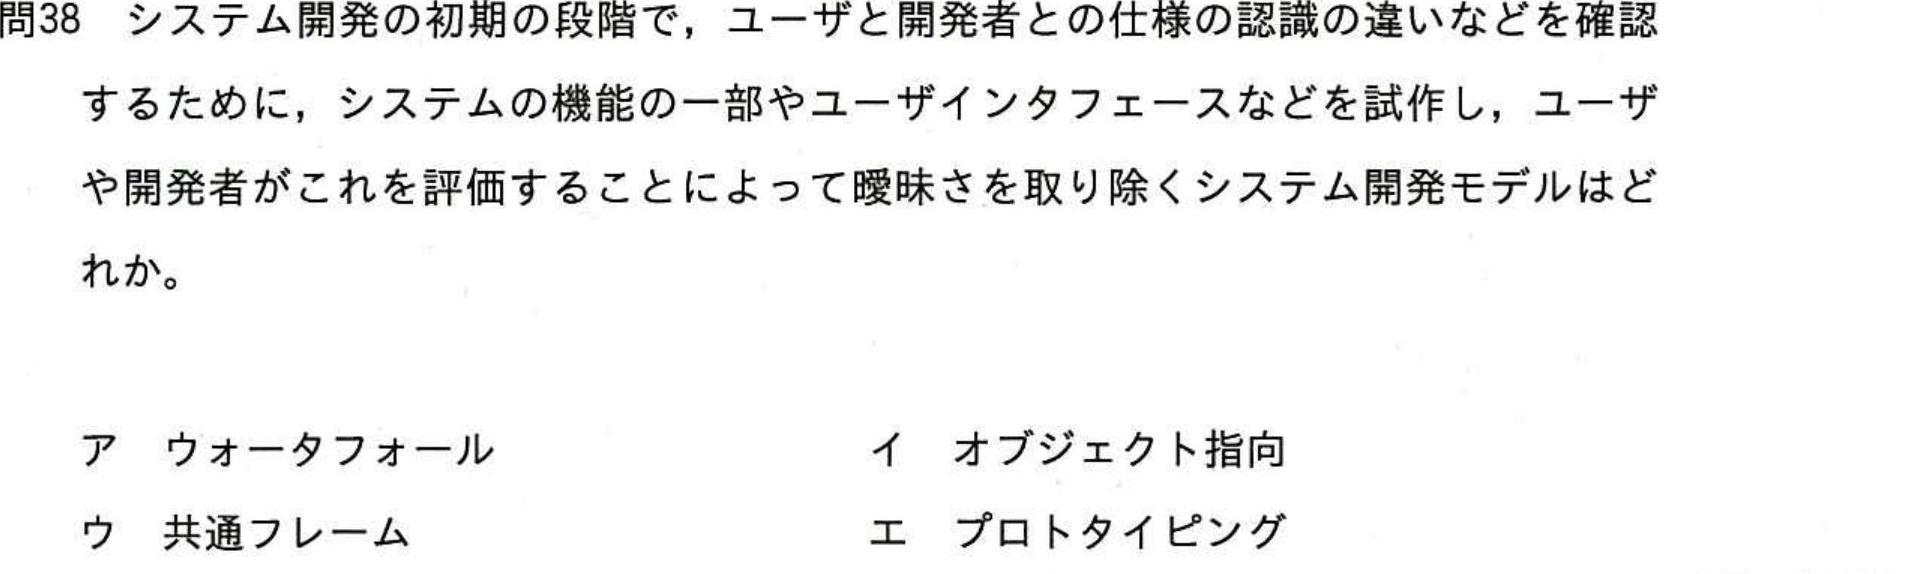 問38 システム開発の初期の段階で，ユーザと開発者との仕様の認識の違いなどを確認
するために，システムの機能の一部やユーザインタフェースなどを試作し，ユーザ
や開発者がこれを評価することによって曖昧さを取り除くシステム開発モデルはど
れか。
ア ウォータフォール イ オブジェクト指向
ウ 共通フレーム エ プロトタイピング